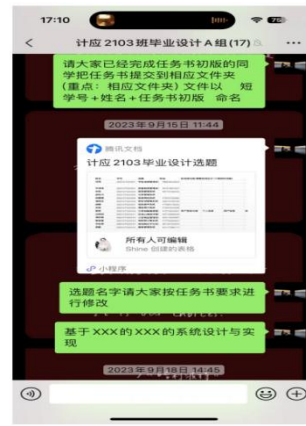 17:10
计应 2103 班毕业设计 A 组(17)
请大家已经完成任务书初版的同
学把任务书提交到相应文件夹
(重点：相应文件夹) 文件以 短
学号+姓名+任务书初版 命名
2023年9月15日 11:44
腾讯文档
计应 2103毕业设计选题
所有人可编辑
Shine 创建的表格
小程序
选题名字请大家按任务书要求进
行修改
基于 XXX的XXX的系统设计与实
现
2023年9月18日 14:45